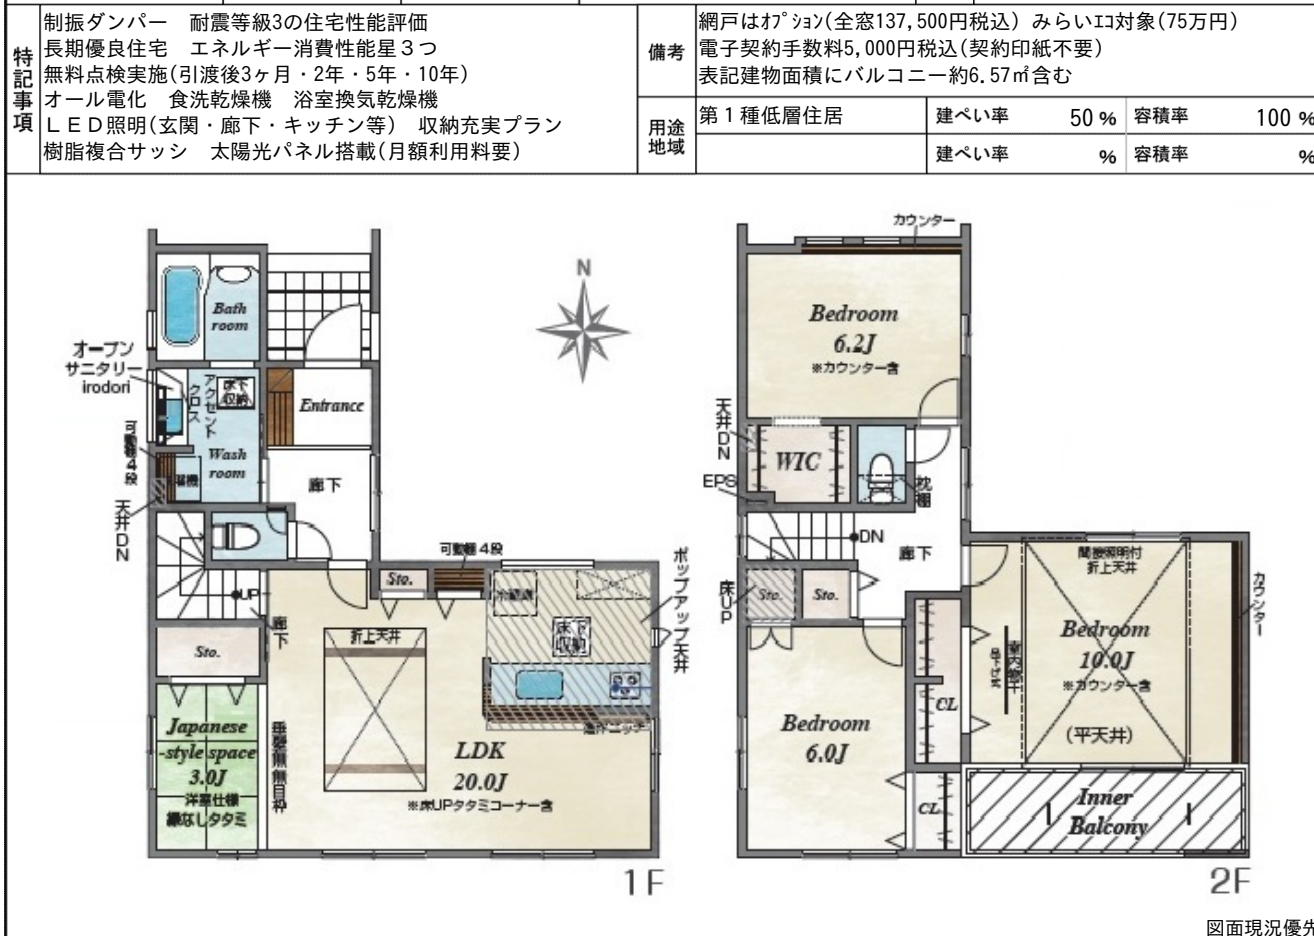 特記事項
制振ダンパー 耐震等級3の住宅性能評価
長期優良住宅 エネルギー消費性能星３つ
無料点検実施(引渡後3ヶ月・2年・5年・10年)
オール電化 食洗乾燥機 浴室換気乾燥機
ＬＥＤ照明(玄関・廊下・キッチン等) 収納充実プラン
樹脂複合サッシ 太陽光パネル搭載(月額利用料要)
備考
網戸はｵﾌﾟｼｮﾝ(全窓137,500円税込) みらいｴｺ対象(75万円)
電子契約手数料5,000円税込(契約印紙不要)
表記建物面積にバルコニー約6.57㎡含む
用途地域
第１種低層住居
建ぺい率 50 % 容積率 100 %
建ぺい率 % 容積率 %
Bath room
オープン
サニタリー
irodori
アクセント
クロス
床下収納
Entrance
可動棚４段
Wash room
廊下
天井DN
UP
廊下
Sto.
Sto.
可動棚４段
冷蔵庫
床下収納
ポップアップ天井
折上天井
Japanese
-style space
3.0J
洋室仕様
縁なしタタミ
LDK
20.0J
※床UPタタミコーナー含
1F
N
カウンター
Bedroom
6.2J
※カウンター含
天井DN
WIC
EPS
枕棚
DN
廊下
床UP
Sto.
Sto.
間接照明付
折上天井
カウンター
Bedroom
10.0J
※カウンター含
(平天井)
CL
Bedroom
6.0J
CL
Inner
Balcony
2F
図面現況優先